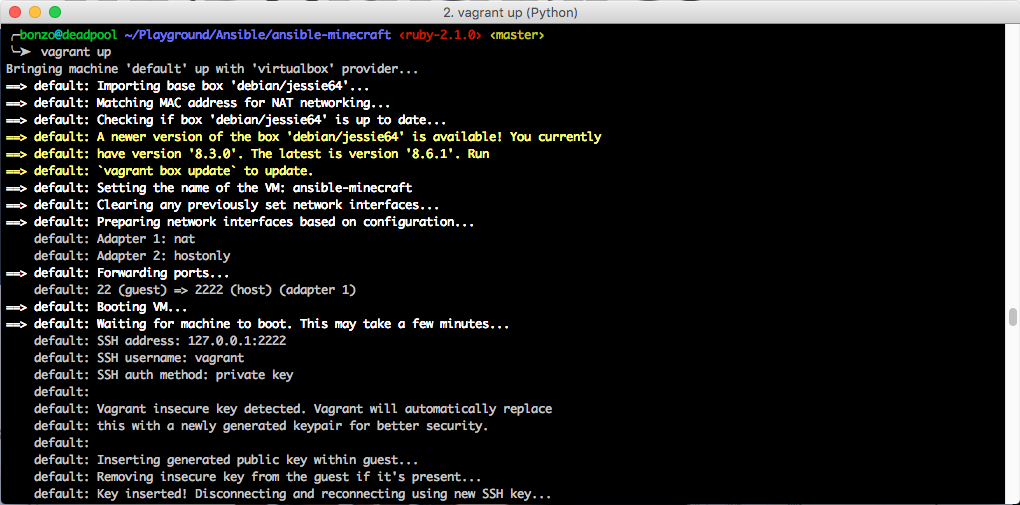 2. vagrant up (Python)
╭─bonzo@deadpool ~/Playground/Ansible/ansible-minecraft ‹ruby-2.1.0› ‹master›
╰─➤ vagrant up
Bringing machine 'default' up with 'virtualbox' provider...
==> default: Importing base box 'debian/jessie64'...
==> default: Matching MAC address for NAT networking...
==> default: Checking if box 'debian/jessie64' is up to date...
==> default: A newer version of the box 'debian/jessie64' is available! You currently
==> default: have version '8.3.0'. The latest is version '8.6.1'. Run
==> default: `vagrant box update` to update.
==> default: Setting the name of the VM: ansible-minecraft
==> default: Clearing any previously set network interfaces...
==> default: Preparing network interfaces based on configuration...
    default: Adapter 1: nat
    default: Adapter 2: hostonly
==> default: Forwarding ports...
    default: 22 (guest) => 2222 (host) (adapter 1)
==> default: Booting VM...
==> default: Waiting for machine to boot. This may take a few minutes...
    default: SSH address: 127.0.0.1:2222
    default: SSH username: vagrant
    default: SSH auth method: private key
    default:
    default: Vagrant insecure key detected. Vagrant will automatically replace
    default: this with a newly generated keypair for better security.
    default:
    default: Inserting generated public key within guest...
    default: Removing insecure key from the guest if it's present...
    default: Key inserted! Disconnecting and reconnecting using new SSH key...